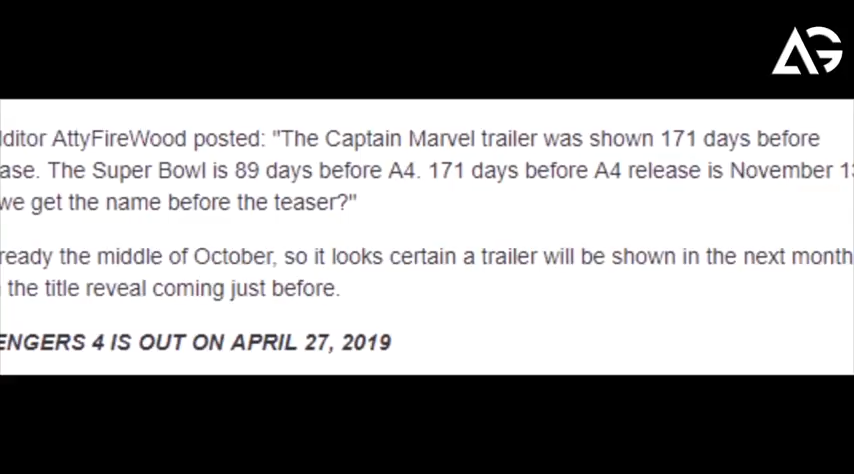 AG
dditor AttyFireWood posted: "The Captain Marvel trailer was shown 171 days before
ase. The Super Bowl is 89 days before A4. 171 days before A4 release is November 13
we get the name before the teaser?"
ready the middle of October, so it looks certain a trailer will be shown in the next month
the title reveal coming just before.
ENGERS 4 IS OUT ON APRIL 27, 2019